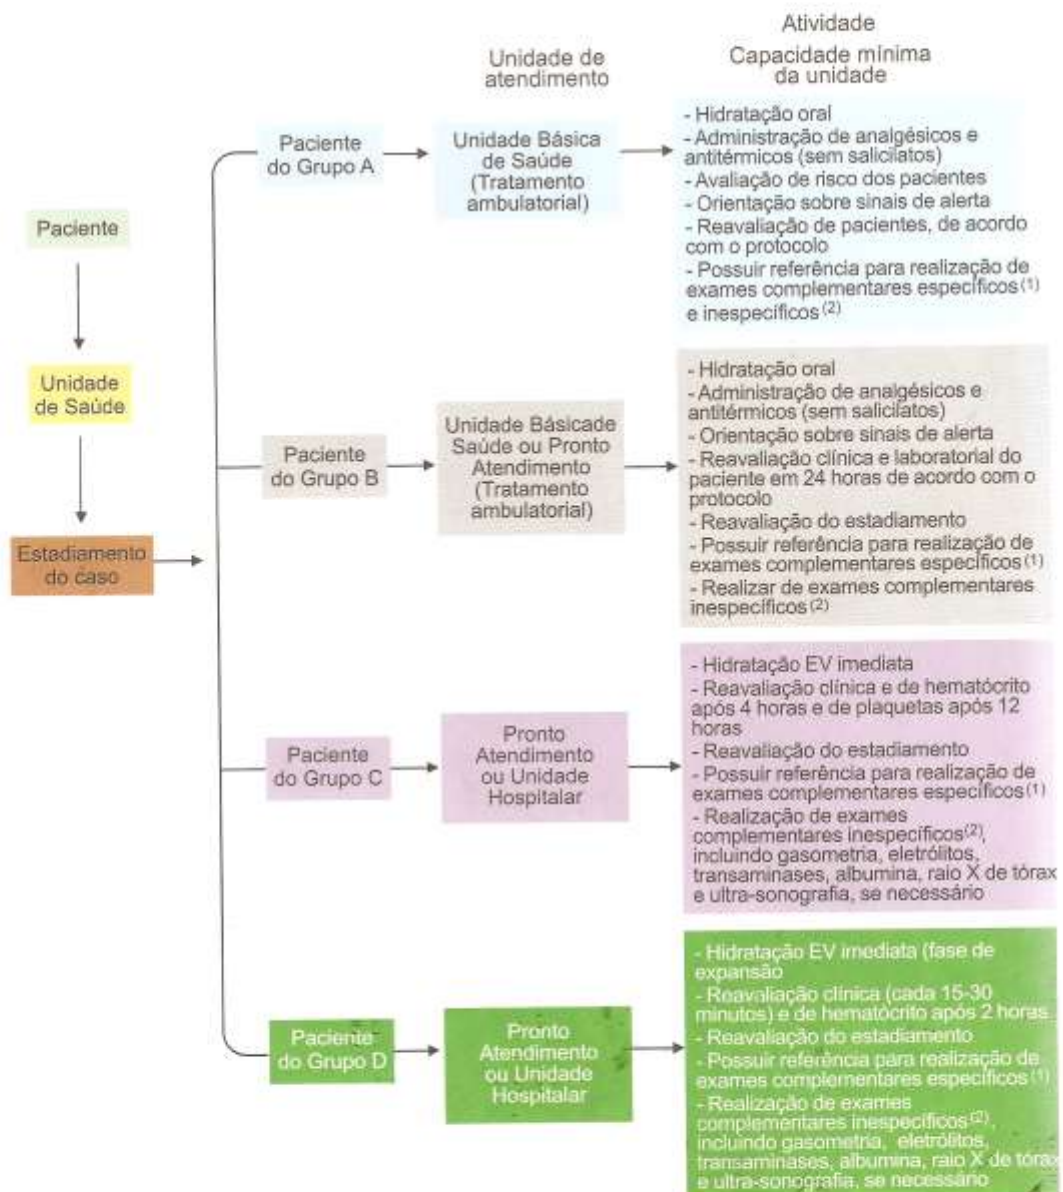 Atividade
Unidade de
atendimento
Capacidade mínima
da unidade
Paciente
Unidade
de Saúde
Estadiamento
do caso
Paciente
do Grupo A
Unidade Básica
de Saúde
(Tratamento
ambulatorial)
- Hidratação oral
- Administração de analgésicos e
antitérmicos (sem salicilatos)
- Avaliação de risco dos pacientes
- Orientação sobre sinais de alerta
- Reavaliação de pacientes, de acordo
com o protocolo
- Possuir referência para realização de
exames complementares específicos (1)
e inespecíficos (2)
Paciente
do Grupo B
Unidade Básicade
Saúde ou Pronto
Atendimento
(Tratamento
ambulatorial)
- Hidratação oral
- Administração de analgésicos e
antitérmicos (sem salicilatos)
- Orientação sobre sinais de alerta
- Reavaliação clínica e laboratorial do
paciente em 24 horas de acordo com o
protocolo
- Reavaliação do estadiamento
- Possuir referência para realização de
exames complementares específicos (1)
- Realizar de exames complementares
inespecíficos (2)
Paciente
do Grupo C
Pronto
Atendimento
ou Unidade
Hospitalar
- Hidratação EV imediata
- Reavaliação clínica e de hematócrito
após 4 horas e de plaquetas após 12
horas
- Reavaliação do estadiamento
- Possuir referência para realização de
exames complementares específicos (1)
- Realização de exames
complementares inespecíficos(2),
incluindo gasometria, eletrólitos,
transaminases, albumina, raio X de tórax
e ultra-sonografia, se necessário
Paciente
do Grupo D
Pronto
Atendimento
ou Unidade
Hospitalar
- Hidratação EV imediata (fase de
expansão
- Reavaliação clínica (cada 15-30
minutos) e de hematócrito após 2 horas
- Reavaliação do estadiamento
- Possuir referência para realização de
exames complementares específicos (1)
- Realização de exames
complementares inespecíficos(2),
incluindo gasometria, eletrólitos,
transaminases, albumina, raio X de tórax
e ultra-sonografia, se necessário